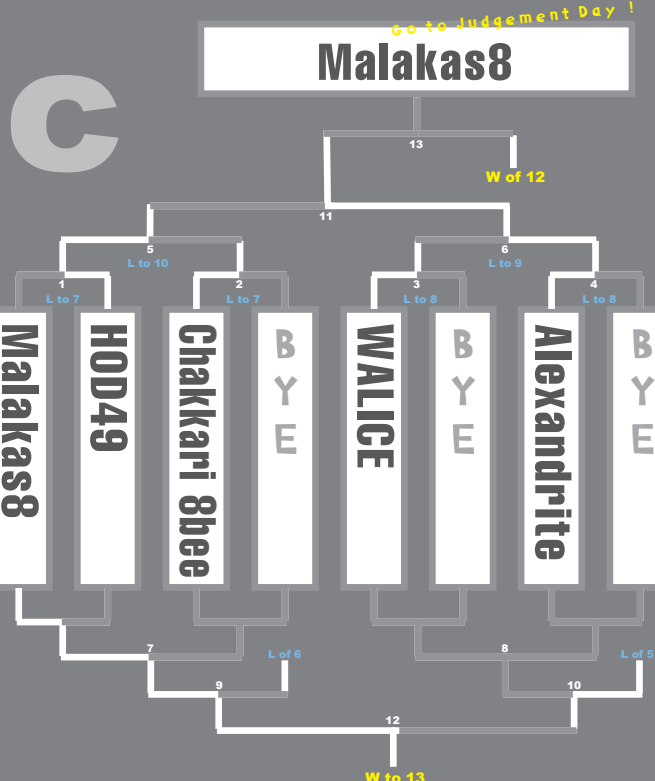 Go to Judgement Day !
Malakas8
C
13
W of 12
11
5
L to 10
6
L to 9
1
L to 7
2
L to 7
3
L to 8
4
L to 8
Malakas8
HOD49
Chakkari 8bee
BYE
WALICE
BYE
Alexandrite
BYE
7
L of 6
8
L of 5
9
10
12
W to 13